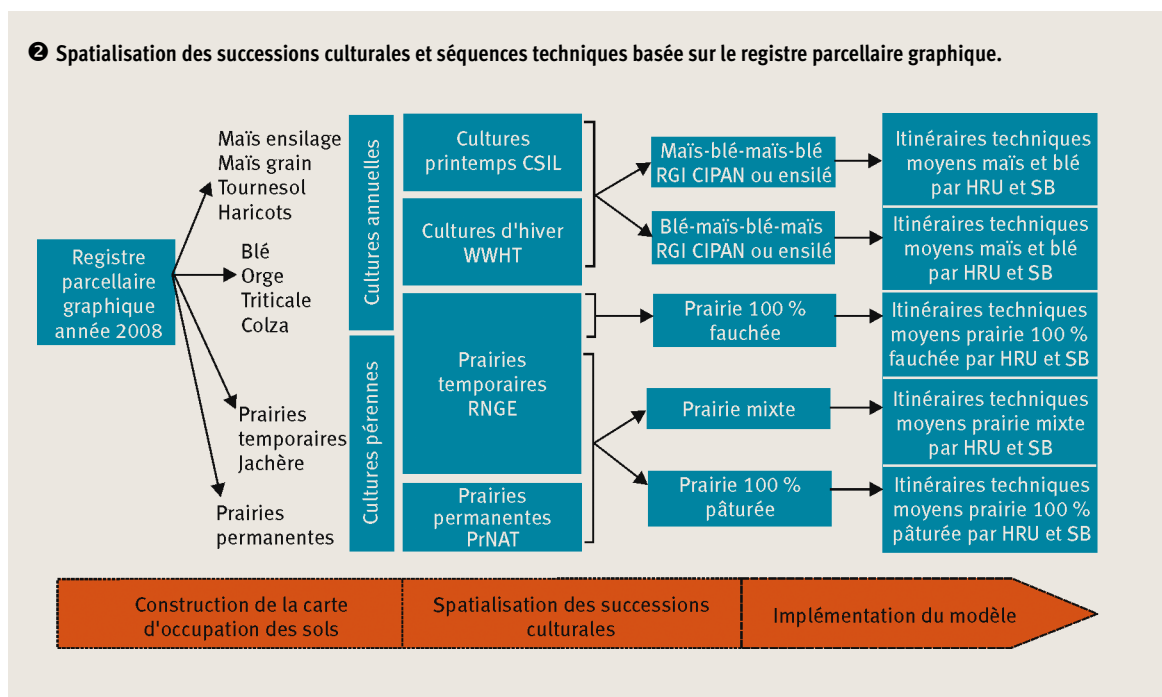 ❷ Spatialisation des successions culturales et séquences techniques basée sur le registre parcellaire graphique.
Registre
parcellaire
graphique
année 2008
Maïs ensilage
Maïs grain
Tournesol
Haricots
Blé
Orge
Triticale
Colza
Prairies
temporaires
Jachère
Prairies
permanentes
Cultures annuelles
Cultures pérennes
Cultures
printemps CSIL
Cultures d'hiver
WWHT
Prairies
temporaires
RNGE
Prairies
permanentes
PrNAT
Maïs-blé-maïs-blé
RGI CIPAN ou ensilé
Blé-maïs-blé-maïs
RGI CIPAN ou ensilé
Prairie 100 %
fauchée
Prairie mixte
Prairie 100 %
pâturée
Itinéraires techniques
moyens maïs et blé
par HRU et SB
Itinéraires techniques
moyens maïs et blé
par HRU et SB
Itinéraires techniques
moyens prairie 100 %
fauchée par HRU et SB
Itinéraires techniques
moyens prairie mixte
par HRU et SB
Itinéraires techniques
moyens prairie 100 %
pâturée par HRU et SB
Construction de la carte
d'occupation des sols
Spatialisation des successions
culturales
Implémentation du modèle